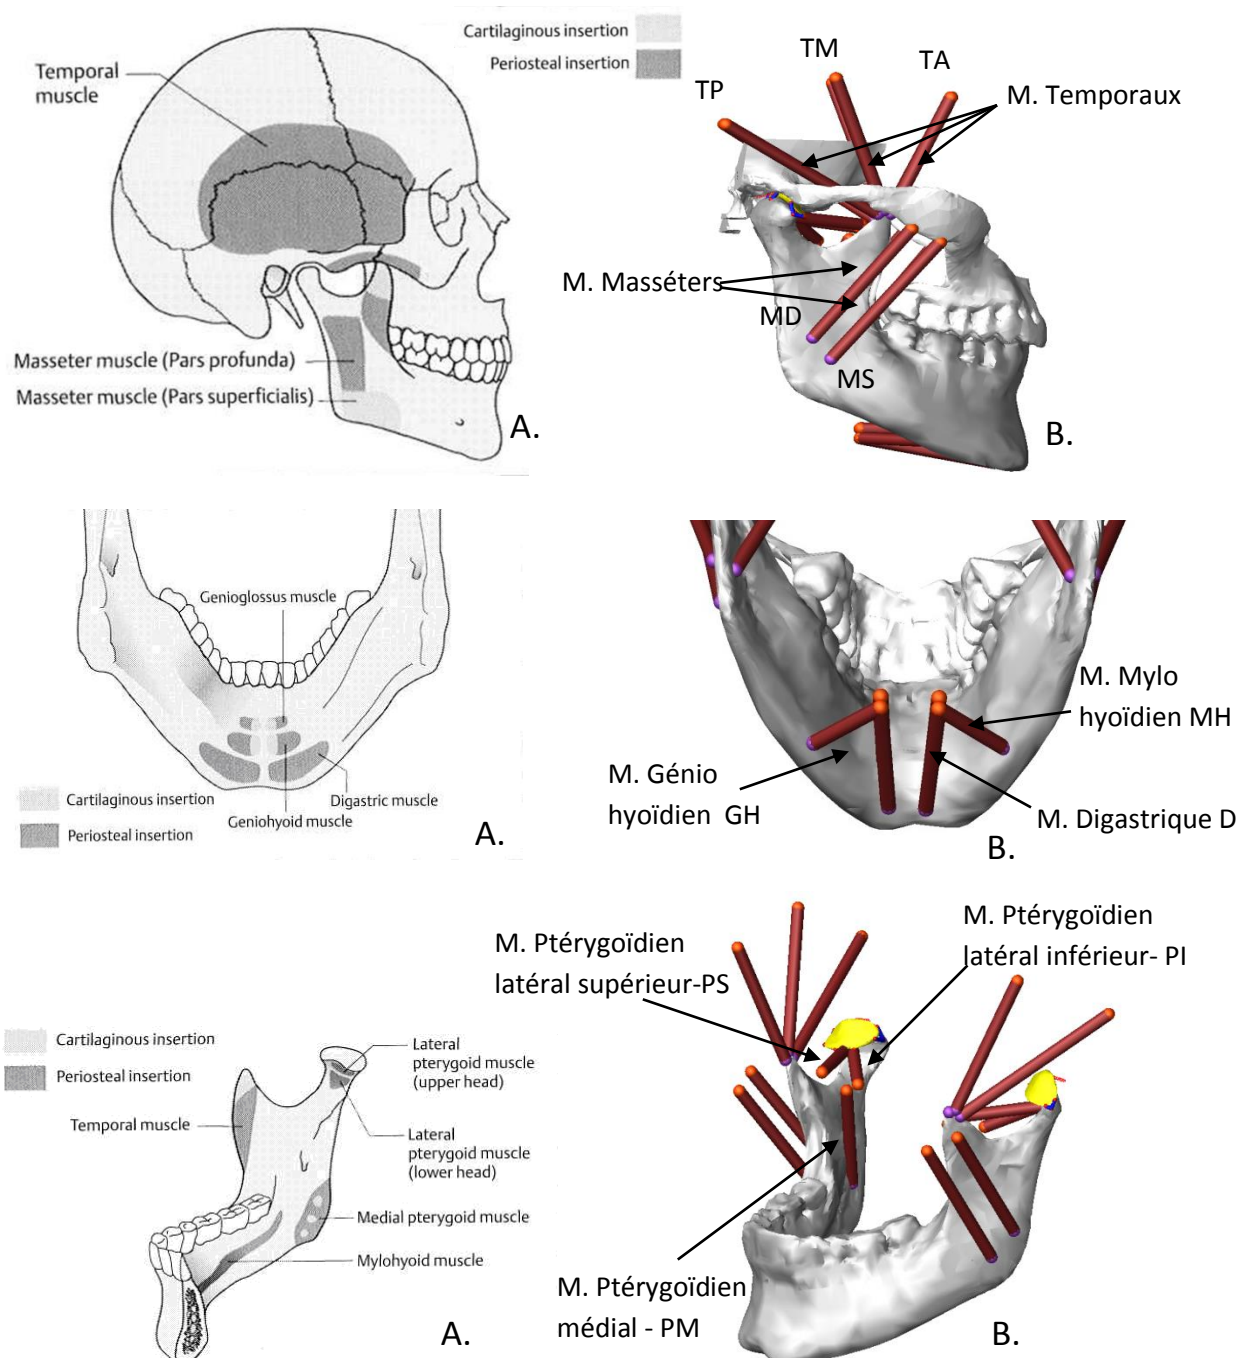 Cartilaginous insertion
Periosteal insertion
Temporal
muscle
Masseter muscle (Pars profunda)
Masseter muscle (Pars superficialis)
A.
TP
TM
TA
M. Temporaux
M. Masséters
MD
MS
B.
Genioglossus muscle
Cartilaginous insertion
Periosteal insertion
Digastric muscle
Geniohyoid muscle
A.
M. Mylo
hyoïdien MH
M. Génio
hyoïdien GH
M. Digastrique D
B.
Cartilaginous insertion
Periosteal insertion
Temporal muscle
Lateral
pterygoid muscle
(upper head)
Lateral
pterygoid muscle
(lower head)
Medial pterygoid muscle
Mylohyoid muscle
A.
M. Ptérygoïdien
latéral supérieur-PS
M. Ptérygoïdien
latéral inférieur- PI
M. Ptérygoïdien
médial - PM
B.